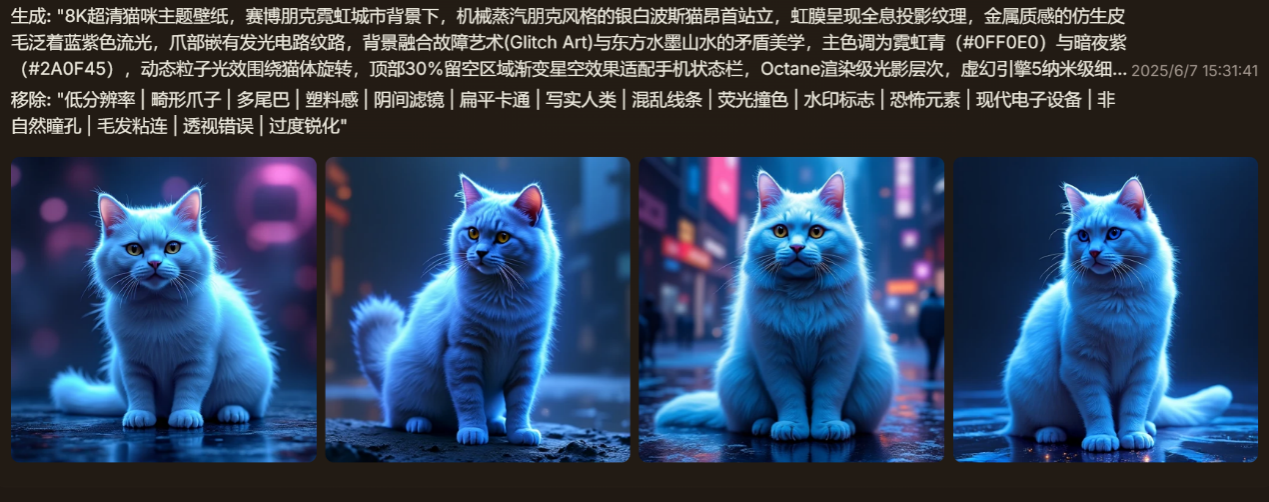 生成: "8K超清猫咪主题壁纸，赛博朋克霓虹城市背景下，机械蒸汽朋克风格的银白波斯猫昂首站立，虹膜呈现全息投影纹理，金属质感的仿生皮
毛泛着蓝紫色流光，爪部嵌有发光电路纹路，背景融合故障艺术(Glitch Art)与东方水墨山水的矛盾美学，主色调为霓虹青（#0FF0E0）与暗夜紫
（#2A0F45），动态粒子光效围绕猫体旋转，顶部30%留空区域渐变星空效果适配手机状态栏，Octane渲染级光影层次，虚幻引擎5纳米级细... 2025/6/7 15:31:41
移除: "低分辨率 | 畸形爪子 | 多尾巴 | 塑料感 | 阴间滤镜 | 扁平卡通 | 写实人类 | 混乱线条 | 荧光撞色 | 水印标志 | 恐怖元素 | 现代电子设备 | 非
自然瞳孔 | 毛发粘连 | 透视错误 | 过度锐化"